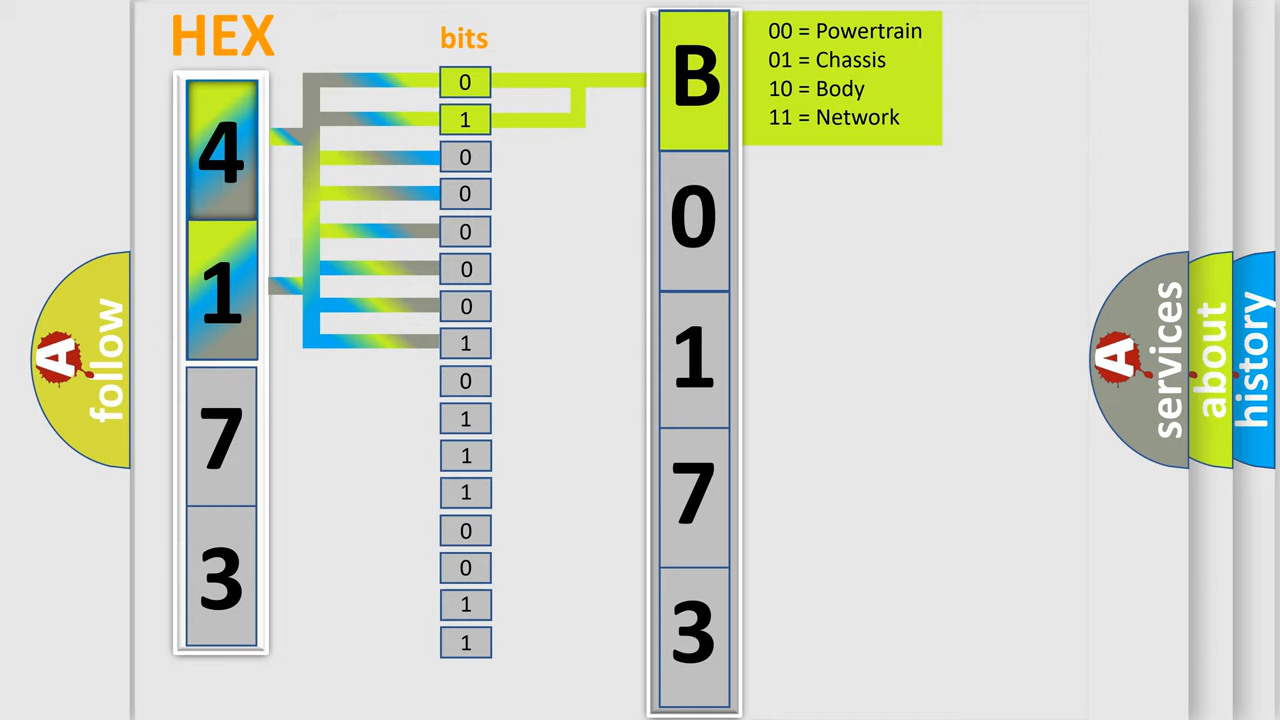 HEX
bits
4
1
7
3
0
1
0
0
0
0
0
1
0
1
1
1
0
0
1
1
B
0
1
7
3
00 = Powertrain
01 = Chassis
10 = Body
11 = Network
A
follow
A
services
about
history